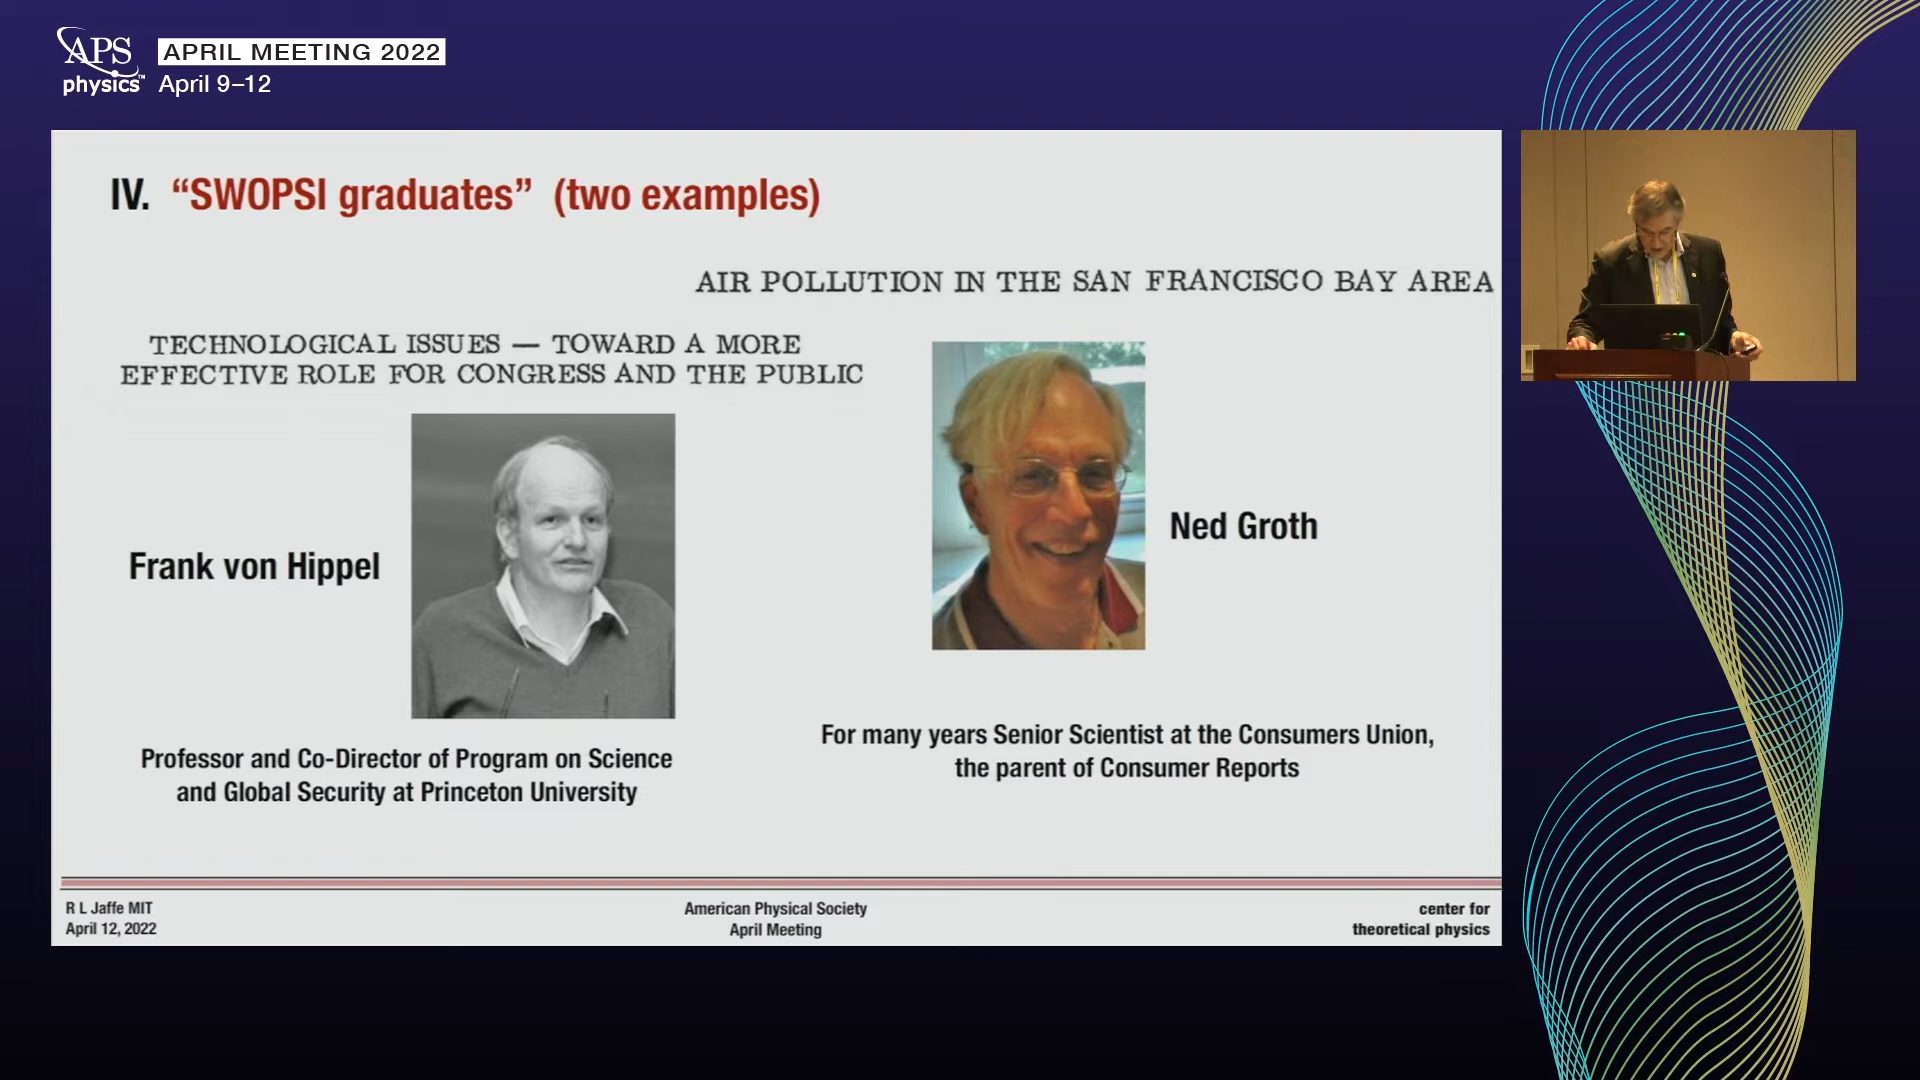 APS
physics™
APRIL MEETING 2022
April 9–12
IV. “SWOPSI graduates” (two examples)
AIR POLLUTION IN THE SAN FRANCISCO BAY AREA
TECHNOLOGICAL ISSUES — TOWARD A MORE
EFFECTIVE ROLE FOR CONGRESS AND THE PUBLIC
Frank von Hippel
Ned Groth
Professor and Co-Director of Program on Science
and Global Security at Princeton University
For many years Senior Scientist at the Consumers Union,
the parent of Consumer Reports
R L Jaffe MIT
April 12, 2022
American Physical Society
April Meeting
center for
theoretical physics